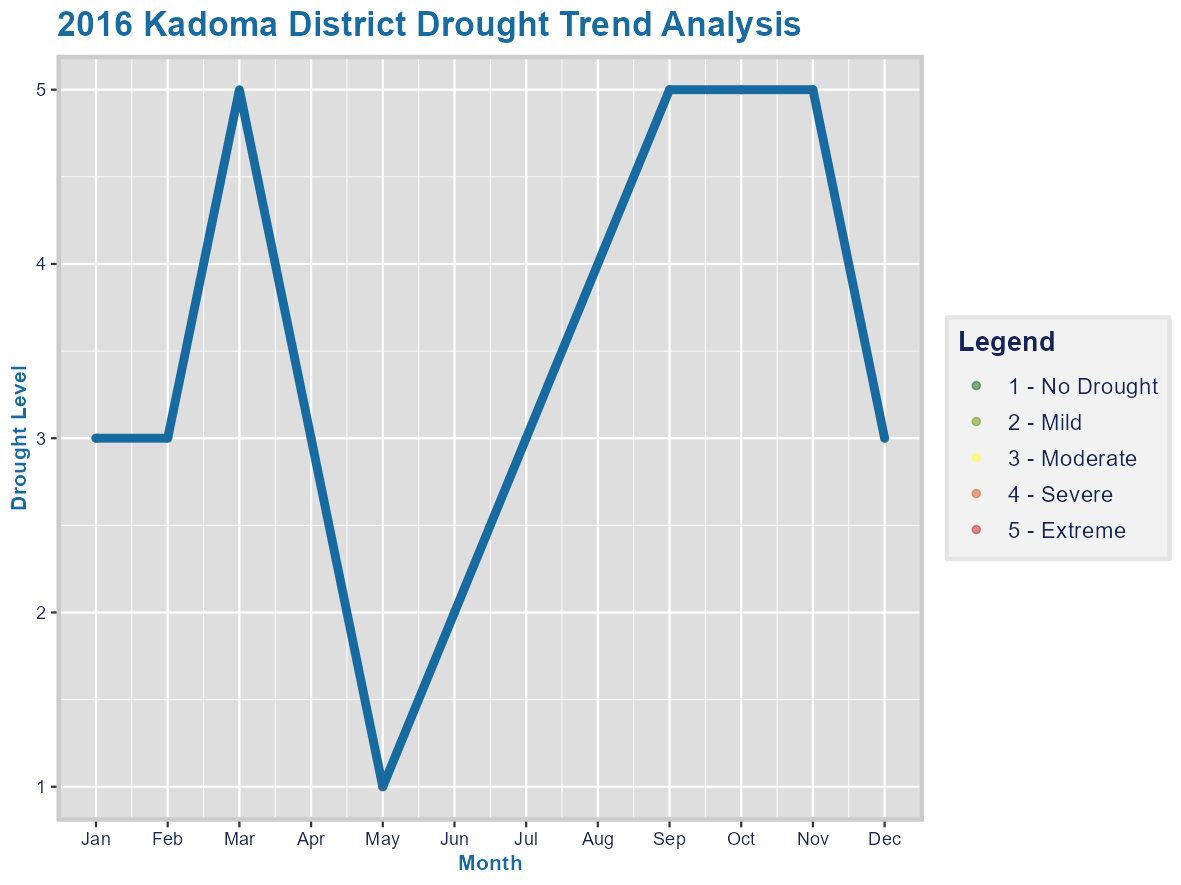 2016 Kadoma District Drought Trend Analysis
Drought Level
5
4
3
2
1
Jan Feb Mar Apr May Jun Jul Aug Sep Oct Nov Dec
Month
Legend
1 - No Drought
2 - Mild
3 - Moderate
4 - Severe
5 - Extreme